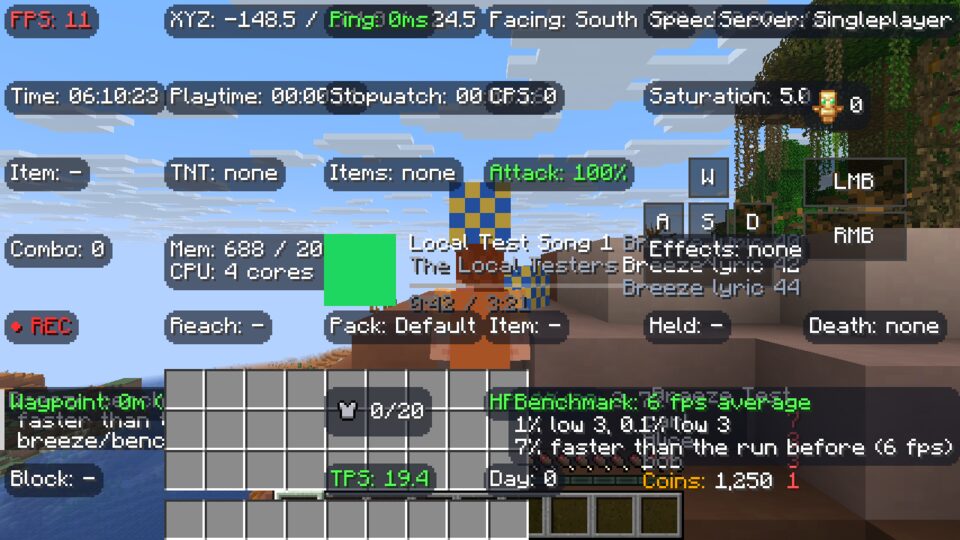 FPS: 11
XYZ: -148.5 /
Ping: 0ms
Facing: South
Speed
Server: Singleplayer
Time: 06:10:23
Playtime: 00:00
Stopwatch: 00
CPS: 0
Saturation: 5.0
0
Item: -
TNT: none
Items: none
Attack: 100%
W
LMB
A S D
RMB
Combo: 0
Mem: 688 / 20
CPU: 4 cores
Local Test Song 1
The Local Testers
0:42 / 3:21
Effects: none
Breeze lyric 42
Breeze lyric 44
REC
Reach: -
Pack: Default
Item: -
Held: -
Death: none
Waypoint: 0m
faster than
breeze/benc
0/20
Breeze Test
Benchmark: 6 fps average
1% low 3, 0.1% low 3
7% faster than the run before (6 fps)
Block: -
TPS: 19.4
Day: 0
Coins: 1,250 1